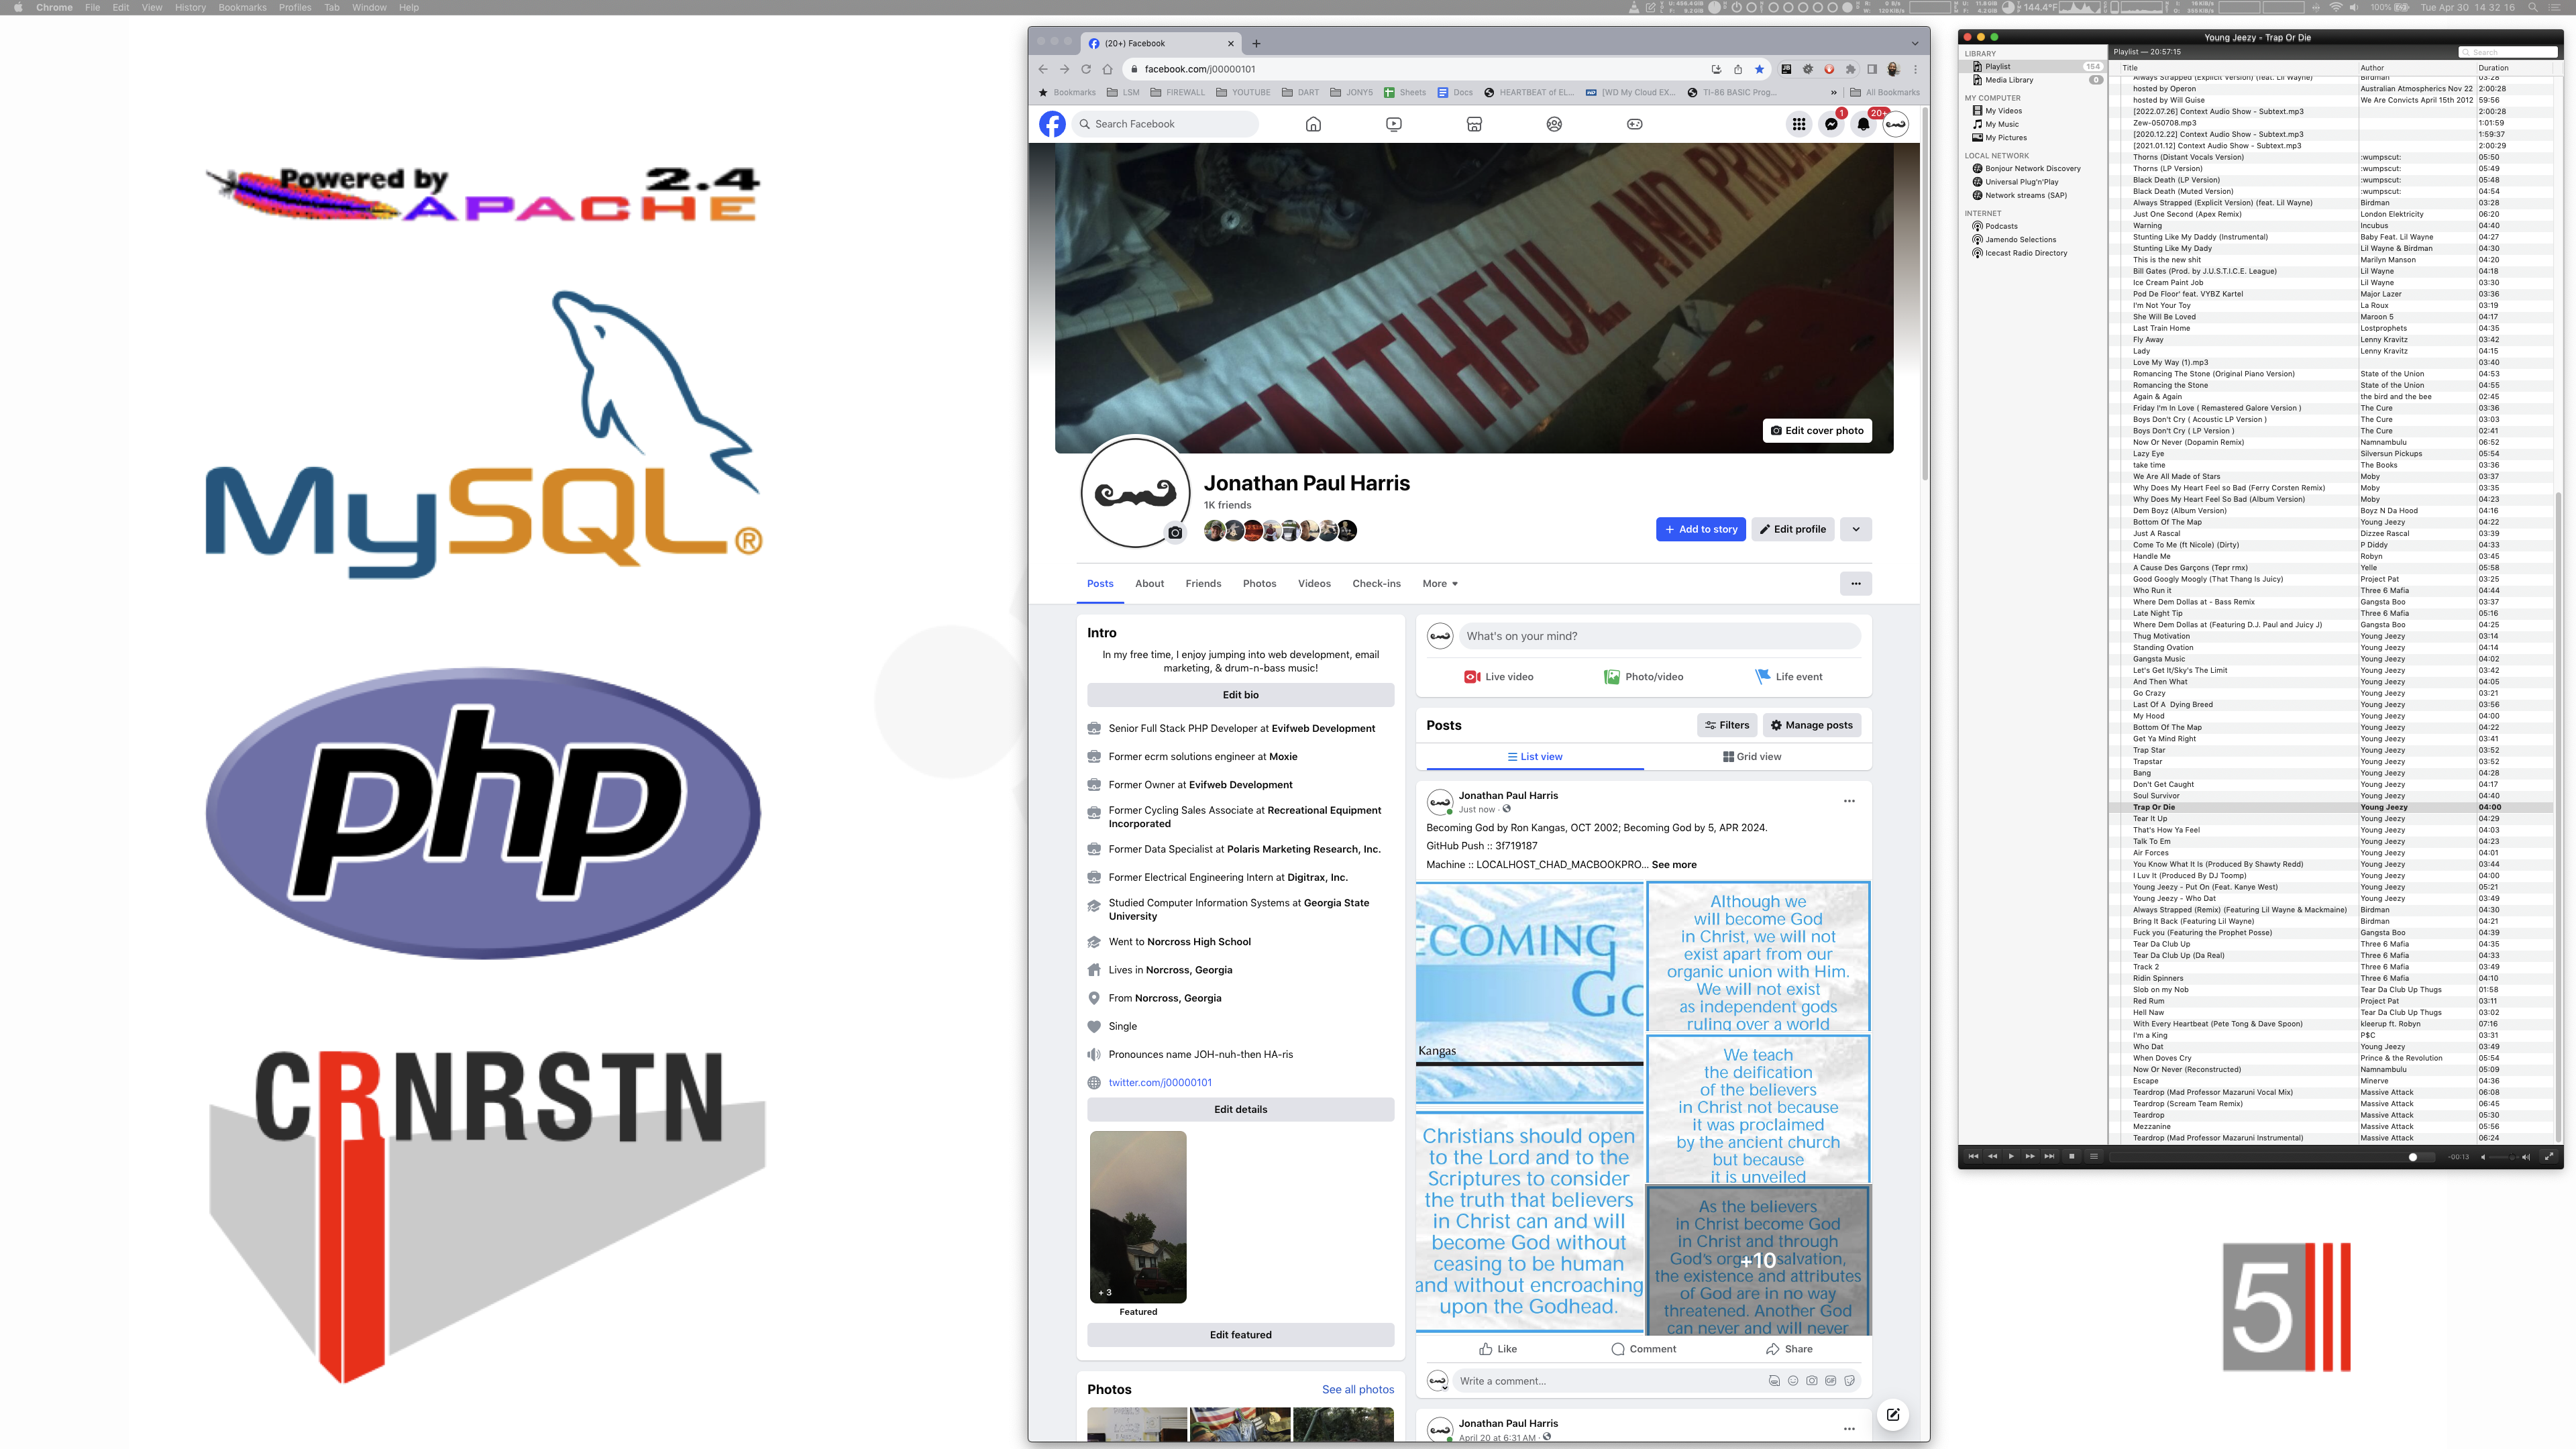 Chrome File Edit View History Bookmarks Profiles Tab Window Help
144.4°F 100% Tue Apr 30 14 32 16
Powered by 2.4
APACHE
MySQL®
php
CRNRSTN
(20+) Facebook
facebook.com/j00000101
Bookmarks LSM FIREWALL YOUTUBE DART JONY5 Sheets Docs HEARTBEAT of EL... [WD My Cloud EX... TI-86 BASIC Prog... » All Bookmarks
Search Facebook
1 20+
FAITHFUL AND
Edit cover photo
Jonathan Paul Harris
1K friends
+ Add to story Edit profile
Posts About Friends Photos Videos Check-ins More
Intro
In my free time, I enjoy jumping into web development, email
marketing, & drum-n-bass music!
Edit bio
Senior Full Stack PHP Developer at Evifweb Development
Former ecrm solutions engineer at Moxie
Former Owner at Evifweb Development
Former Cycling Sales Associate at Recreational Equipment
Incorporated
Former Data Specialist at Polaris Marketing Research, Inc.
Former Electrical Engineering Intern at Digitrax, Inc.
Studied Computer Information Systems at Georgia State
University
Went to Norcross High School
Lives in Norcross, Georgia
From Norcross, Georgia
Single
Pronounces name JOH-nuh-then HA-ris
twitter.com/j00000101
Edit details
+ 3
Featured
Edit featured
Photos See all photos
What's on your mind?
Live video Photo/video Life event
Posts Filters Manage posts
List view Grid view
Jonathan Paul Harris
Just now ·
Becoming God by Ron Kangas, OCT 2002; Becoming God by 5, APR 2024.
GitHub Push :: 3f719187
Machine :: LOCALHOST_CHAD_MACBOOKPRO... See more
ECOMING
Go
Kangas
Although we
will become God
in Christ, we will not
exist apart from our
organic union with Him.
We will not exist
as independent gods
ruling over a world
We teach
the deification
of the believers
in Christ not because
it was proclaimed
by the ancient church
but because
it is unveiled
Christians should open
to the Lord and to the
Scriptures to consider
the truth that believers
in Christ can and will
become God without
ceasing to be human
and without encroaching
upon the Godhead.
As the believers
in Christ become God
in Christ and through
God's org +10 salvation,
the existence and attributes
of God are in no way
threatened. Another God
can never and will never
Like Comment Share
Write a comment...
Jonathan Paul Harris
April 20 at 6:31 AM ·
Young Jeezy - Trap Or Die
LIBRARY
Playlist 154
Media Library 0
MY COMPUTER
My Videos
My Music
My Pictures
LOCAL NETWORK
Bonjour Network Discovery
Universal Plug'n'Play
Network streams (SAP)
INTERNET
Podcasts
Jamendo Selections
Icecast Radio Directory
Playlist — 20:57:15 Search
Title Author Duration
Always Strapped (Explicit Version) (feat. Lil Wayne) Birdman 03:28
hosted by Operon Australian Atmospherics Nov 22 2:00:28
hosted by Will Guise We Are Convicts April 15th 2012 59:56
[2022.07.26] Context Audio Show - Subtext.mp3 2:00:28
Zew-050708.mp3 1:01:59
[2020.12.22] Context Audio Show - Subtext.mp3 1:59:37
[2021.01.12] Context Audio Show - Subtext.mp3 2:00:29
Thorns (Distant Vocals Version) :wumpscut: 05:50
Thorns (LP Version) :wumpscut: 05:49
Black Death (LP Version) :wumpscut: 05:48
Black Death (Muted Version) :wumpscut: 04:54
Always Strapped (Explicit Version) (feat. Lil Wayne) Birdman 03:28
Just One Second (Apex Remix) London Elektricity 06:20
Warning Incubus 04:40
Stunting Like My Daddy (Instrumental) Baby Feat. Lil Wayne 04:27
Stunting Like My Dady Lil Wayne & Birdman 04:30
This is the new shit Marilyn Manson 04:20
Bill Gates (Prod. by J.U.S.T.I.C.E. League) Lil Wayne 04:18
Ice Cream Paint Job Lil Wayne 03:30
Pod De Floor' feat. VYBZ Kartel Major Lazer 03:36
I'm Not Your Toy La Roux 03:19
She Will Be Loved Maroon 5 04:17
Last Train Home Lostprophets 04:35
Fly Away Lenny Kravitz 03:42
Lady Lenny Kravitz 04:15
Love My Way (1).mp3 03:40
Romancing The Stone (Original Piano Version) State of the Union 04:53
Romancing the Stone State of the Union 04:55
Again & Again the bird and the bee 02:45
Friday I'm In Love ( Remastered Galore Version ) The Cure 03:36
Boys Don't Cry ( Acoustic LP Version ) The Cure 03:03
Boys Don't Cry ( LP Version ) The Cure 02:41
Now Or Never (Dopamin Remix) Namnambulu 06:52
Lazy Eye Silversun Pickups 05:54
take time The Books 03:36
We Are All Made of Stars Moby 03:37
Why Does My Heart Feel so Bad (Ferry Corsten Remix) Moby 03:35
Why Does My Heart Feel So Bad (Album Version) Moby 04:23
Dem Boyz (Album Version) Boyz N Da Hood 04:16
Bottom Of The Map Young Jeezy 04:22
Just A Rascal Dizzee Rascal 03:39
Come To Me (ft Nicole) (Dirty) P Diddy 04:33
Handle Me Robyn 03:45
A Cause Des Garçons (Tepr rmx) Yelle 05:58
Good Googly Moogly (That Thang Is Juicy) Project Pat 03:25
Who Run it Three 6 Mafia 04:44
Where Dem Dollas at - Bass Remix Gangsta Boo 03:37
Late Night Tip Three 6 Mafia 05:16
Where Dem Dollas at (Featuring D.J. Paul and Juicy J) Gangsta Boo 04:25
Thug Motivation Young Jeezy 03:14
Standing Ovation Young Jeezy 04:14
Gangsta Music Young Jeezy 04:02
Let's Get It/Sky's The Limit Young Jeezy 03:42
And Then What Young Jeezy 04:05
Go Crazy Young Jeezy 03:21
Last Of A Dying Breed Young Jeezy 03:56
My Hood Young Jeezy 04:00
Bottom Of The Map Young Jeezy 04:22
Get Ya Mind Right Young Jeezy 03:41
Trap Star Young Jeezy 03:52
Trapstar Young Jeezy 03:52
Bang Young Jeezy 04:28
Don't Get Caught Young Jeezy 04:17
Soul Survivor Young Jeezy 04:40
Trap Or Die Young Jeezy 04:00
Tear It Up Young Jeezy 04:29
That's How Ya Feel Young Jeezy 04:03
Talk To Em Young Jeezy 04:23
Air Forces Young Jeezy 04:01
You Know What It Is (Produced By Shawty Redd) Young Jeezy 03:44
I Luv It (Produced By DJ Toomp) Young Jeezy 04:00
Young Jeezy - Put On (Feat. Kanye West) Young Jeezy 05:21
Young Jeezy - Who Dat Young Jeezy 03:49
Always Strapped (Remix) (Featuring Lil Wayne & Mackmaine) Birdman 04:30
Bring It Back (Featuring Lil Wayne) Birdman 04:21
Fuck you (Featuring the Prophet Posse) Gangsta Boo 04:39
Tear Da Club Up Three 6 Mafia 04:35
Tear Da Club Up (Da Real) Three 6 Mafia 04:33
Track 2 Three 6 Mafia 03:49
Ridin Spinners Three 6 Mafia 04:10
Slob on my Nob Tear Da Club Up Thugs 01:58
Red Rum Project Pat 03:11
Hell Naw Tear Da Club Up Thugs 03:02
With Every Heartbeat (Pete Tong & Dave Spoon) kleerup ft. Robyn 07:16
I'm a King P$C 03:31
Who Dat Young Jeezy 03:49
When Doves Cry Prince & the Revolution 05:54
Now Or Never (Reconstructed) Namnambulu 05:09
Escape Minerve 04:36
Teardrop (Mad Professor Mazaruni Vocal Mix) Massive Attack 06:08
Teardrop (Scream Team Remix) Massive Attack 06:45
Teardrop Massive Attack 05:30
Mezzanine Massive Attack 05:56
Teardrop (Mad Professor Mazaruni Instrumental) Massive Attack 06:24
-00:13
5